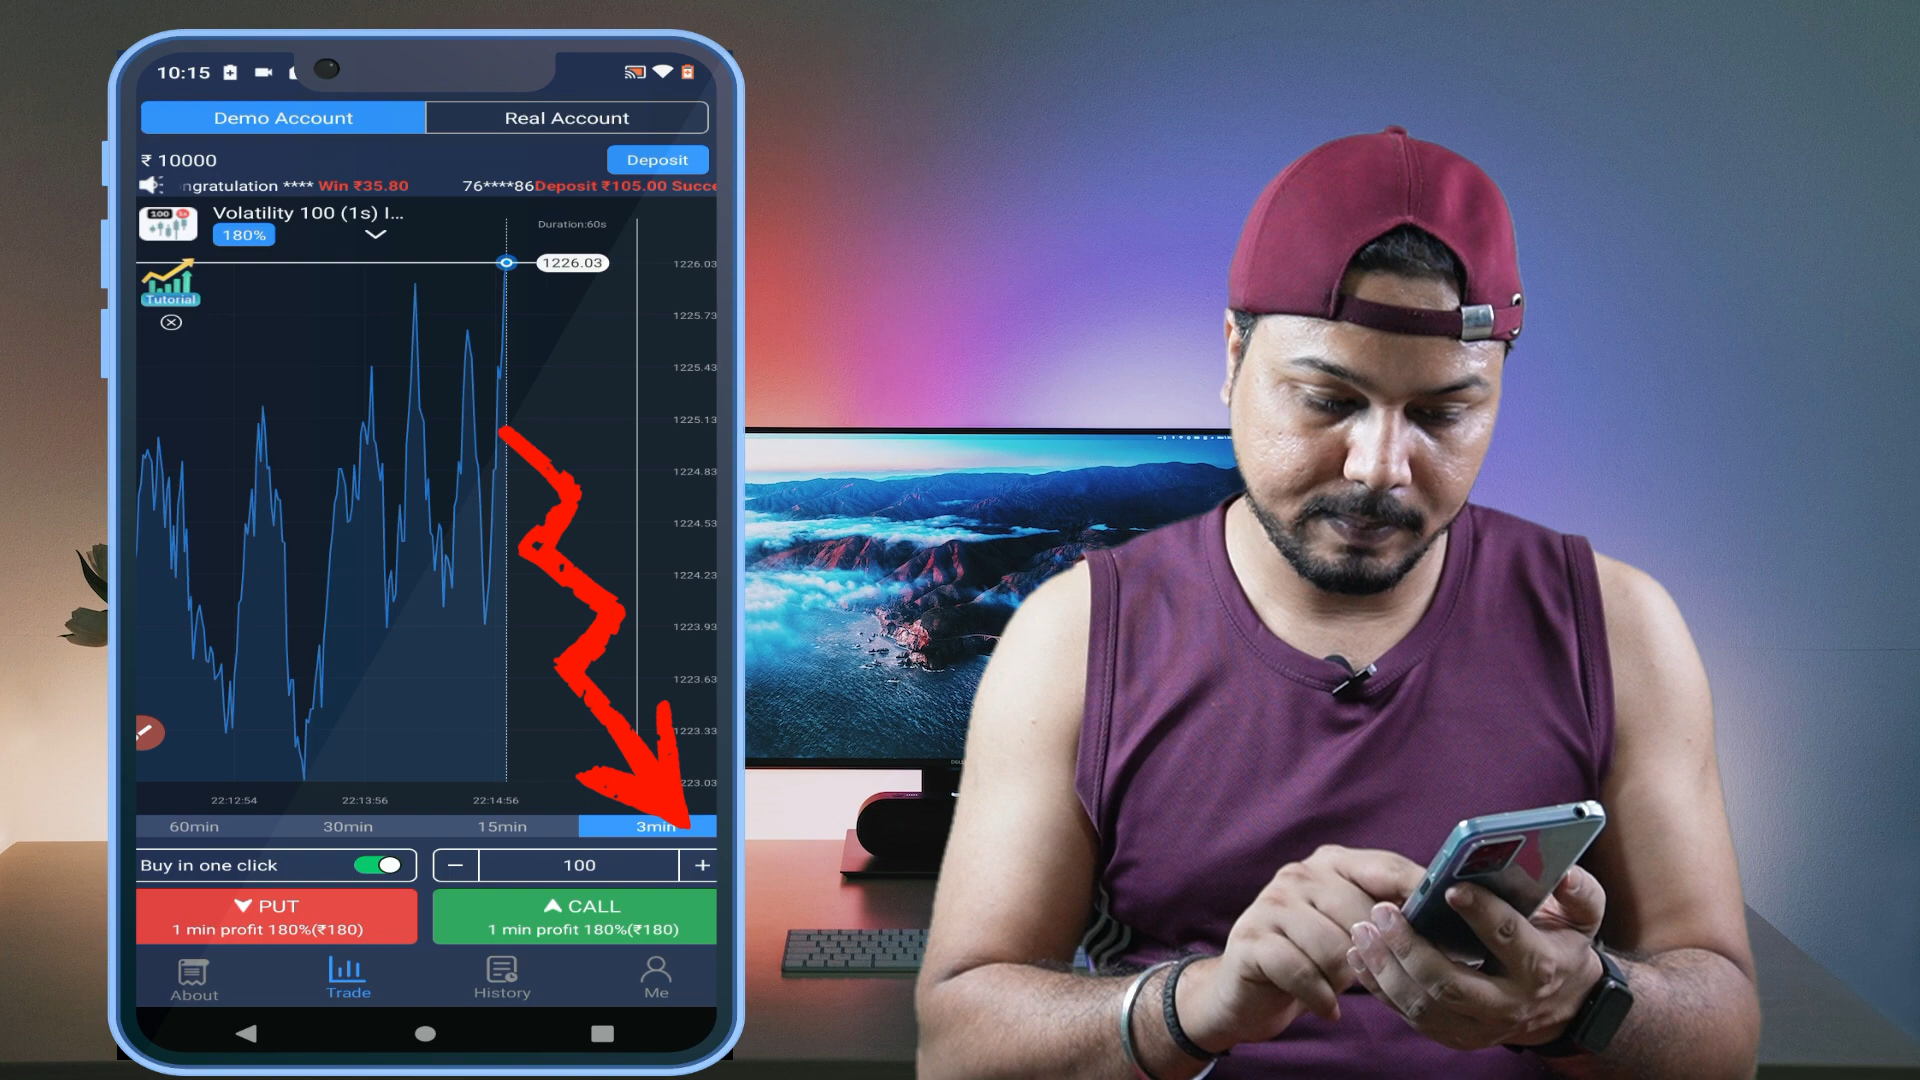 10:15
Demo Account
Real Account
₹ 10000
Deposit
ngratulation **** Win ₹35.80 76****86Deposit ₹105.00 Succe
100 1s
Volatility 100 (1s) I...
180%
Duration:60s
1226.03
1226.03
Tutorial
1225.73
1225.43
1225.13
1224.83
1224.53
1224.23
1223.93
1223.63
1223.33
223.03
22:12:54
22:13:56
22:14:56
60min
30min
15min
3min
Buy in one click
− 100 +
PUT
1 min profit 180%(₹180)
CALL
1 min profit 180%(₹180)
About
Trade
History
Me